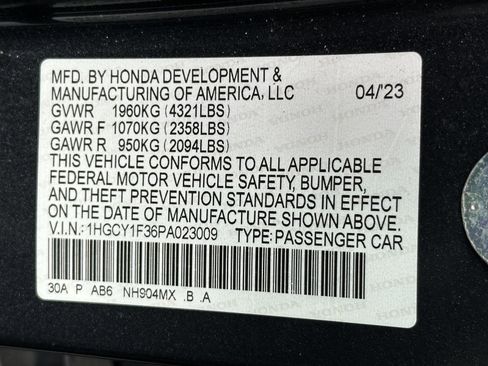 MFD. BY HONDA DEVELOPMENT &
MANUFACTURING OF AMERICA, LLC 04/'23
GVWR 1960KG (4321LBS)
GAWR F 1070KG (2358LBS)
GAWR R 950KG (2094LBS)
THIS VEHICLE CONFORMS TO ALL APPLICABLE
FEDERAL MOTOR VEHICLE SAFETY, BUMPER,
AND THEFT PREVENTION STANDARDS IN EFFECT
ON THE DATE OF MANUFACTURE SHOWN ABOVE.
V.I.N.:1HGCY1F36PA023009 TYPE:PASSENGER CAR
30A P AB6 NH904MX .B .A